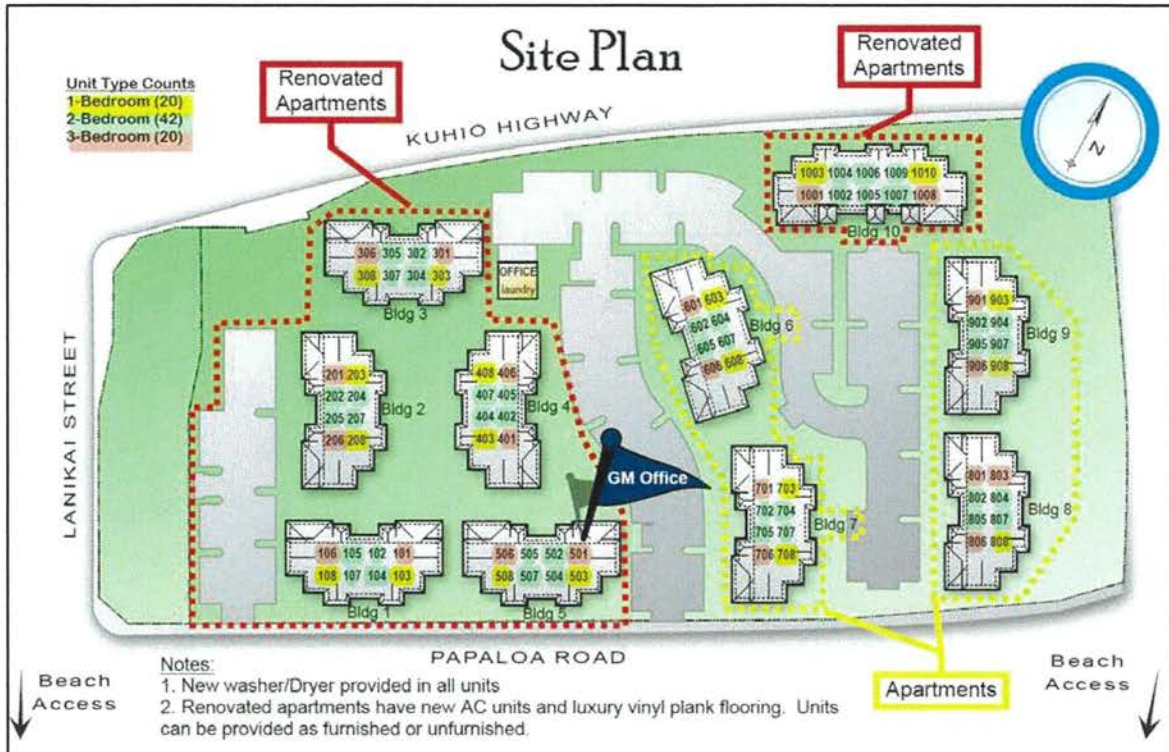 Site Plan
Renovated
Apartments
Renovated
Apartments
Unit Type Counts
1-Bedroom (20)
2-Bedroom (42)
3-Bedroom (20)
KUHIO HIGHWAY
N
LANIKAI STREET
1003 1004 1006 1009 1010
1001 1002 1005 1007 1008
Bldg 10
306 305 302 301
308 307 304 303
Bldg 3
OFFICE
laundry
601 603
602 604
605 607
606 608
Bldg 6
901 903
902 904
905 907
906 908
Bldg 9
201 203
202 204
205 207
206 208
Bldg 2
408 406
407 405
404 402
403 401
Bldg 4
GM Office
701 703
702 704
705 707
706 708
Bldg 7
801 803
802 804
805 807
806 808
Bldg 8
106 105 102 101
108 107 104 103
Bldg 1
506 505 502 501
508 507 504 503
Bldg 5
PAPALOA ROAD
Beach
Access
Notes:
1. New washer/Dryer provided in all units
2. Renovated apartments have new AC units and luxury vinyl plank flooring. Units
can be provided as furnished or unfurnished.
Apartments
Beach
Access